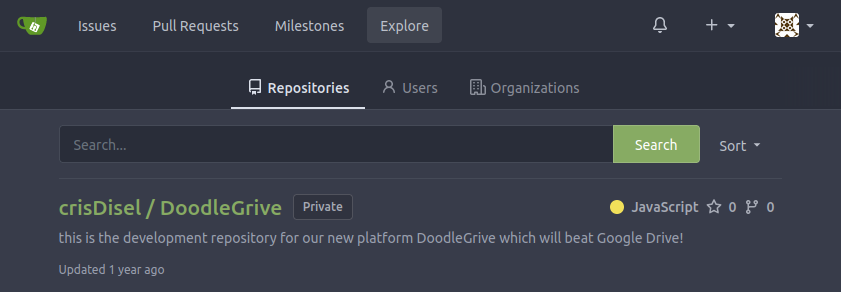 Issues Pull Requests Milestones Explore
Repositories Users Organizations
Search... Search Sort
crisDisel / DoodleGrive Private JavaScript 0 0
this is the development repository for our new platform DoodleGrive which will beat Google Drive!
Updated 1 year ago